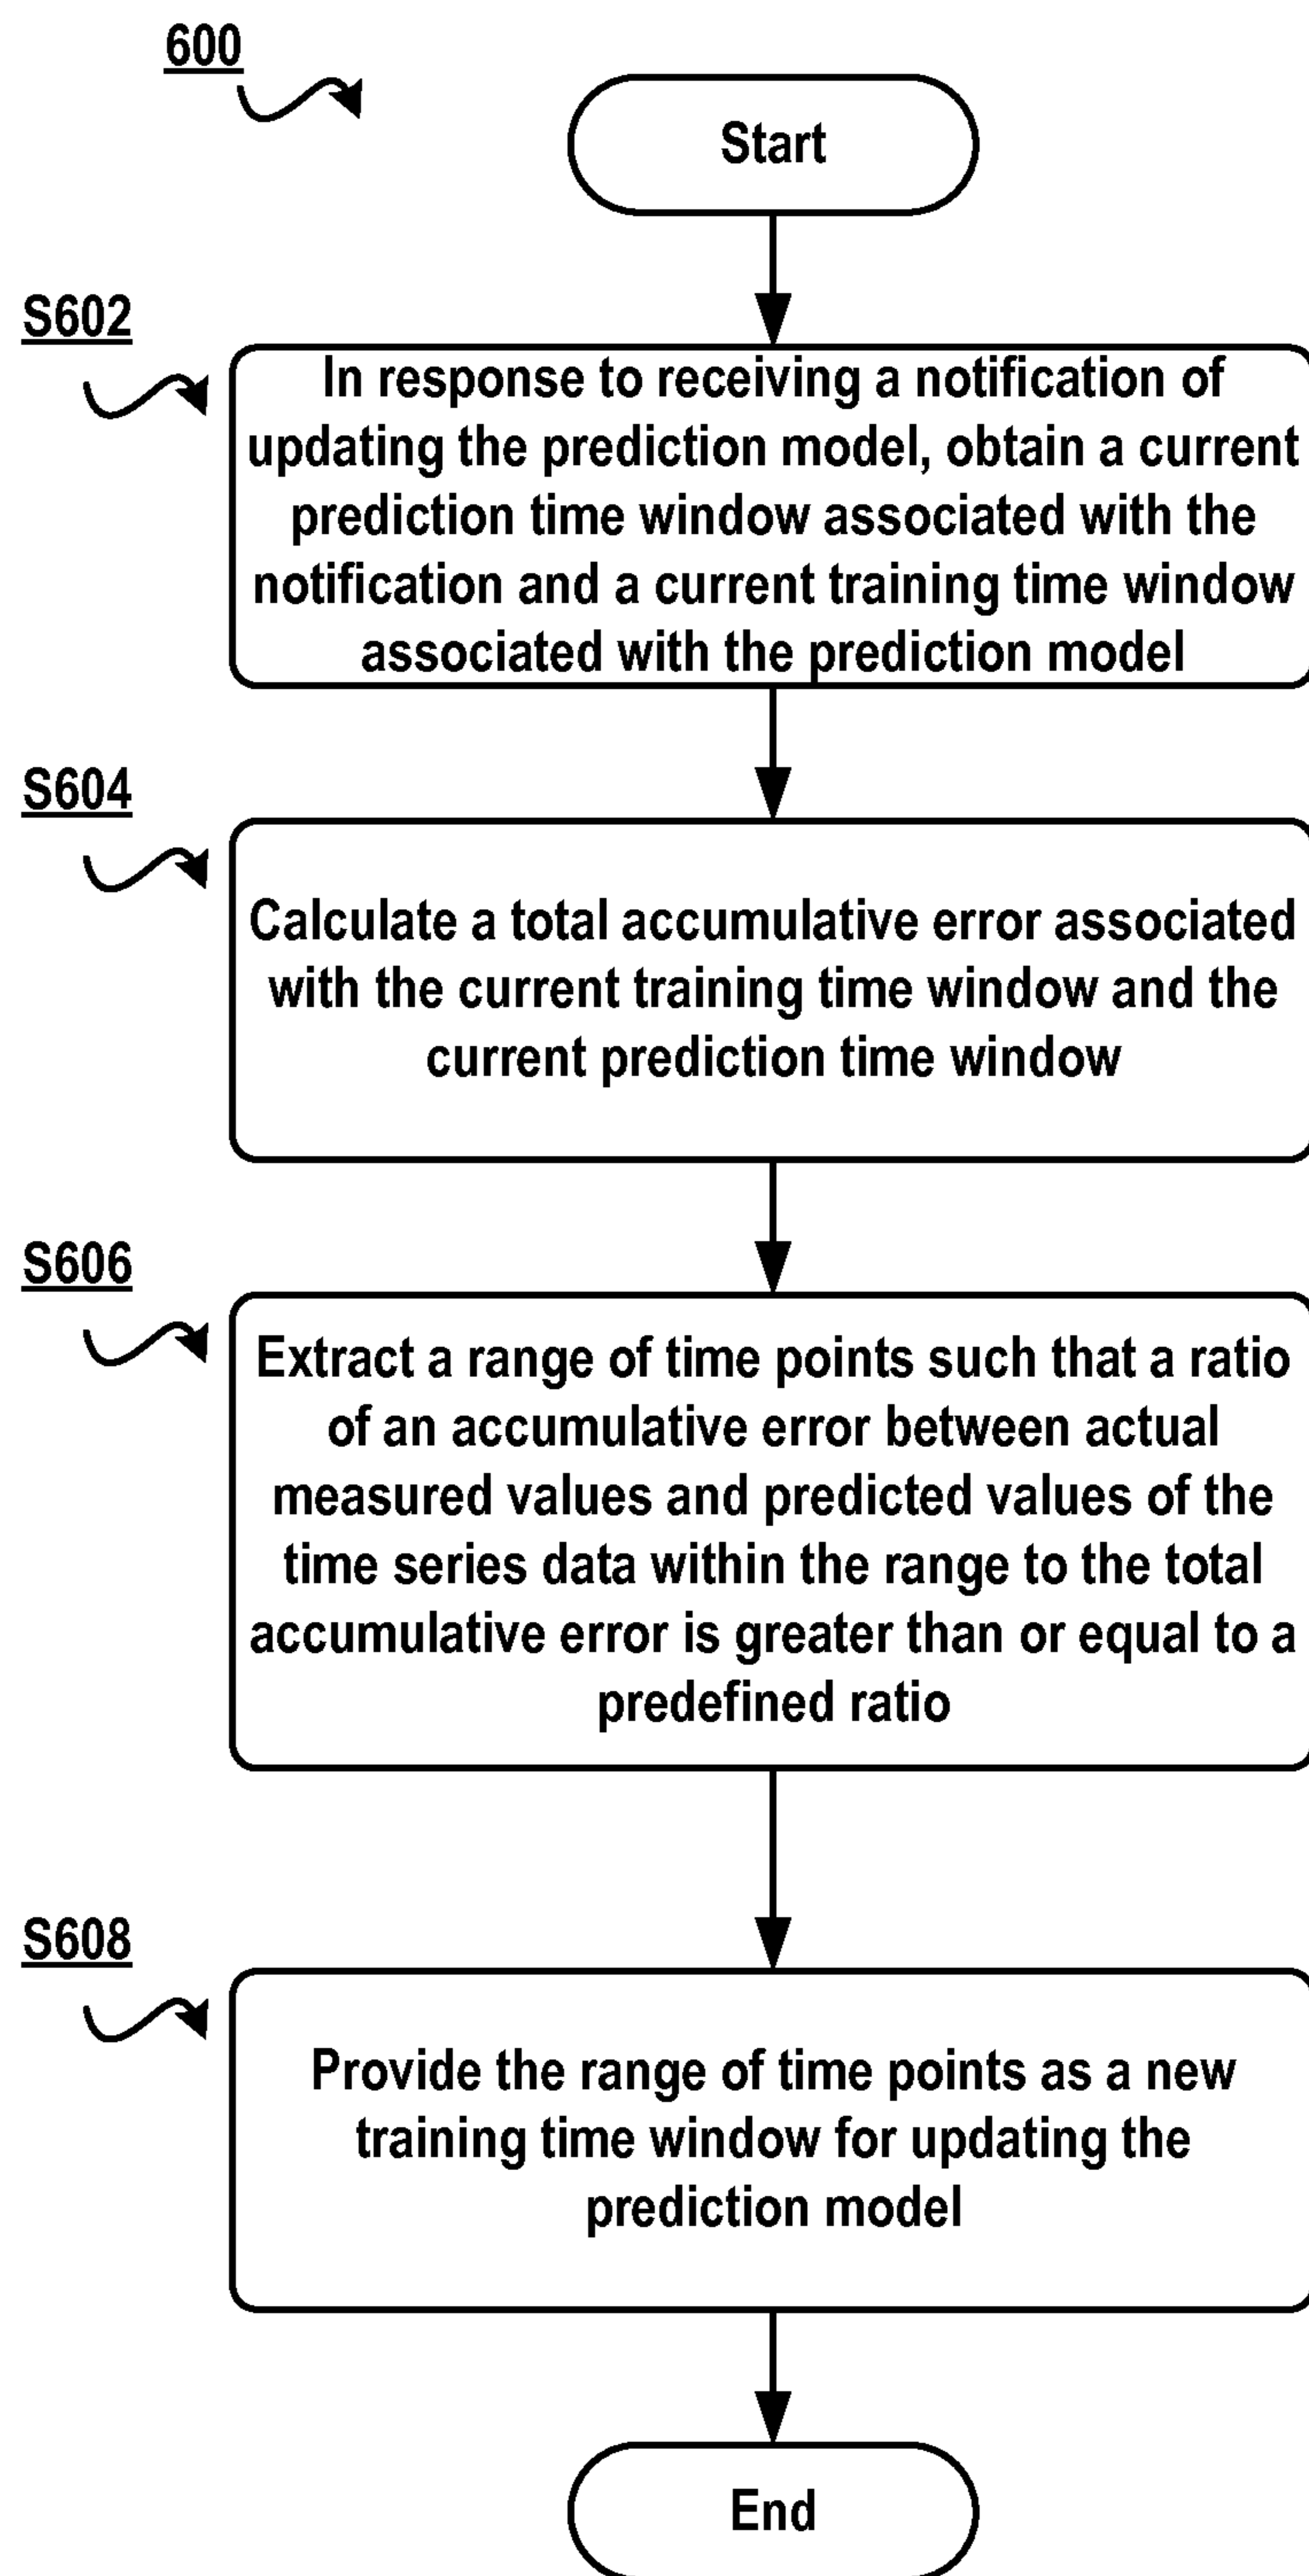 600
Start
S602
In response to receiving a notification of
updating the prediction model, obtain a current
prediction time window associated with the
notification and a current training time window
associated with the prediction model
S604
Calculate a total accumulative error associated
with the current training time window and the
current prediction time window
S606
Extract a range of time points such that a ratio
of an accumulative error between actual
measured values and predicted values of the
time series data within the range to the total
accumulative error is greater than or equal to a
predefined ratio
S608
Provide the range of time points as a new
training time window for updating the
prediction model
End